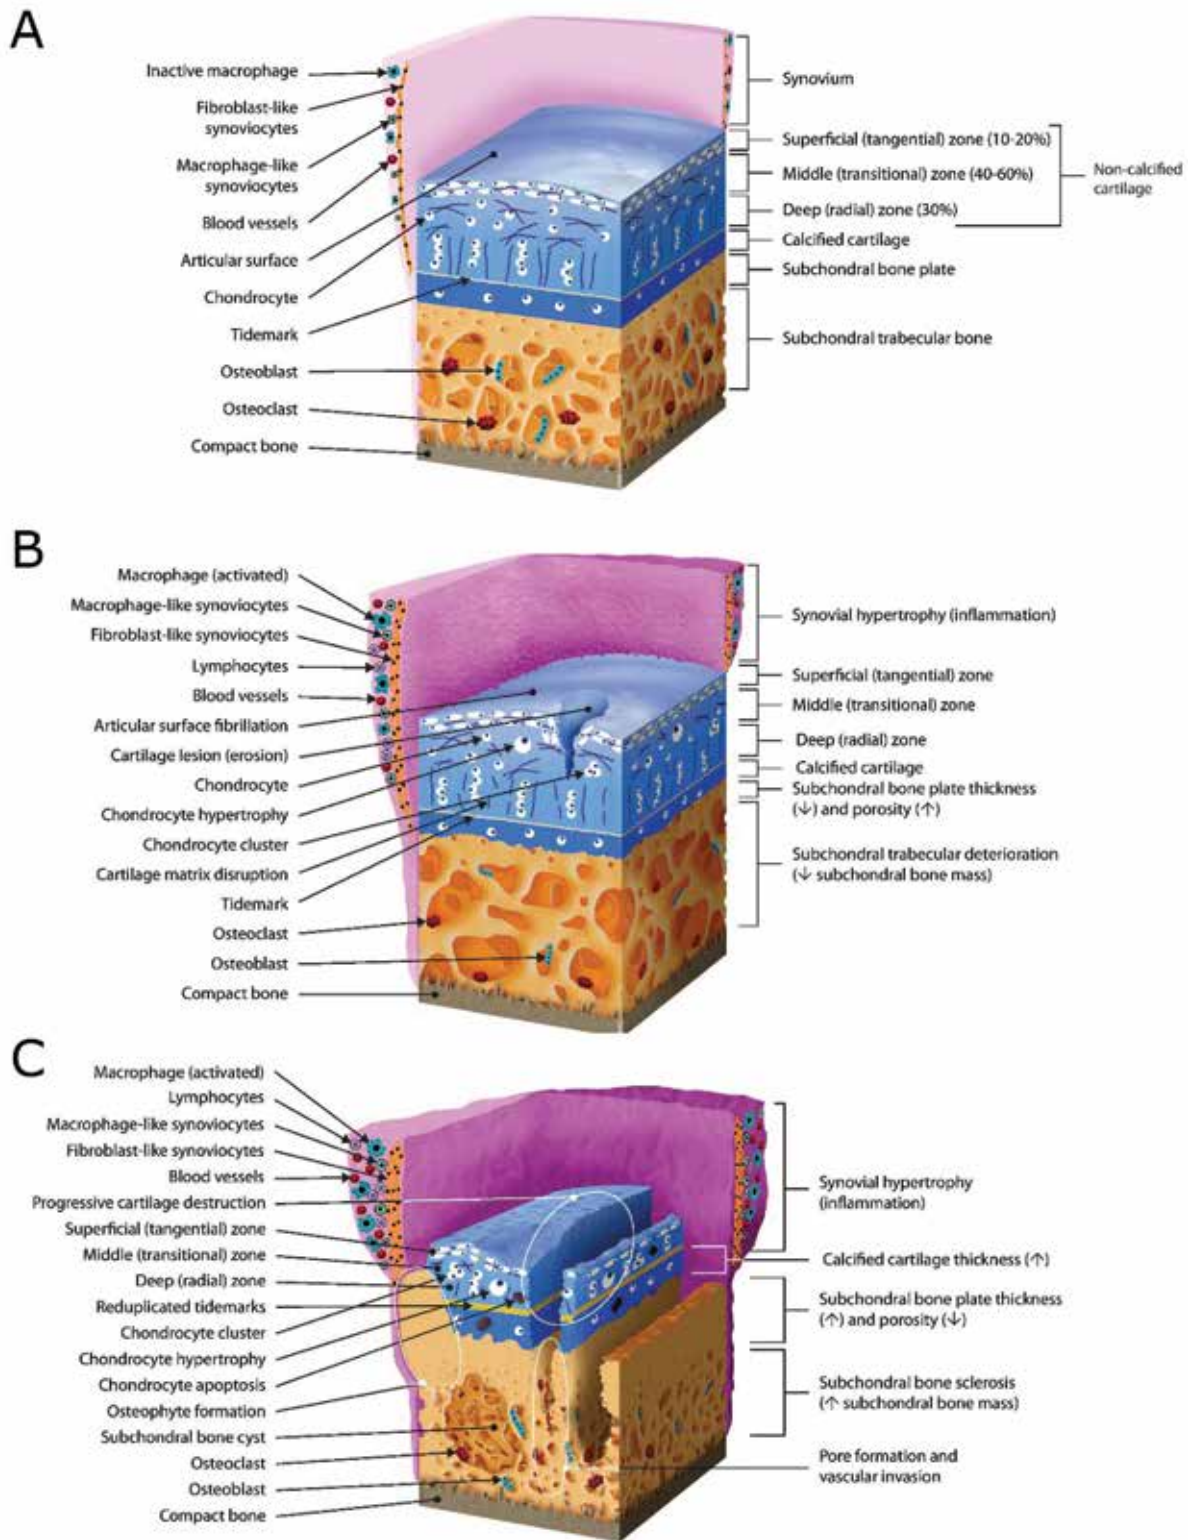 A
Inactive macrophage
Fibroblast-like
synoviocytes
Macrophage-like
synoviocytes
Blood vessels
Articular surface
Chondrocyte
Tidemark
Osteoblast
Osteoclast
Compact bone
Synovium
Superficial (tangential) zone (10-20%)
Middle (transitional) zone (40-60%)
Deep (radial) zone (30%)
Calcified cartilage
Subchondral bone plate
Subchondral trabecular bone
Non-calcified
cartilage
B
Macrophage (activated)
Macrophage-like synoviocytes
Fibroblast-like synoviocytes
Lymphocytes
Blood vessels
Articular surface fibrillation
Cartilage lesion (erosion)
Chondrocyte
Chondrocyte hypertrophy
Chondrocyte cluster
Cartilage matrix disruption
Tidemark
Osteoclast
Osteoblast
Compact bone
Synovial hypertrophy (inflammation)
Superficial (tangential) zone
Middle (transitional) zone
Deep (radial) zone
Calcified cartilage
Subchondral bone plate thickness
(↓) and porosity (↑)
Subchondral trabecular deterioration
(↓ subchondral bone mass)
C
Macrophage (activated)
Lymphocytes
Macrophage-like synoviocytes
Fibroblast-like synoviocytes
Blood vessels
Progressive cartilage destruction
Superficial (tangential) zone
Middle (transitional) zone
Deep (radial) zone
Reduplicated tidemarks
Chondrocyte cluster
Chondrocyte hypertrophy
Chondrocyte apoptosis
Osteophyte formation
Subchondral bone cyst
Osteoclast
Osteoblast
Compact bone
Synovial hypertrophy
(inflammation)
Calcified cartilage thickness (↑)
Subchondral bone plate thickness
(↑) and porosity (↓)
Subchondral bone sclerosis
(↑ subchondral bone mass)
Pore formation and
vascular invasion